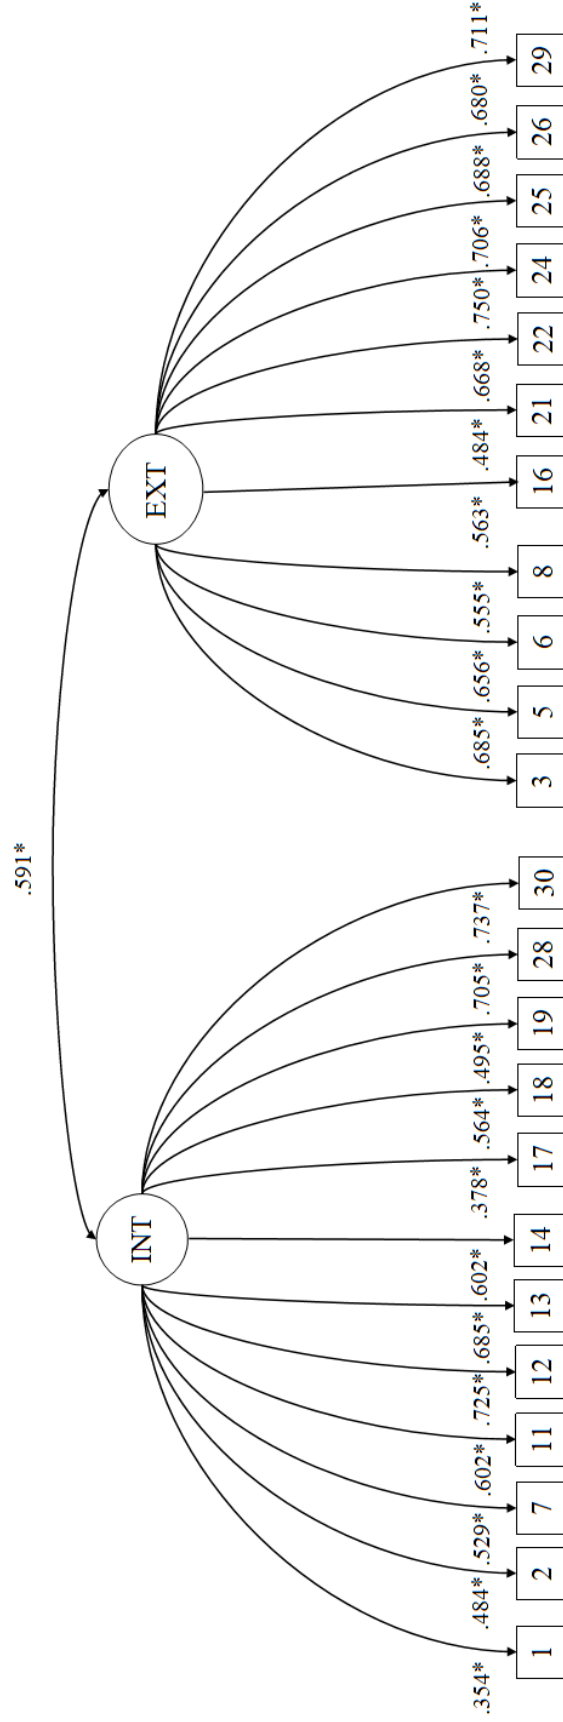 .591*
INT EXT
.354* .484* .529* .602* .725* .685* .602* .378* .564* .495* .705* .737* .685* .656* .555* .563* .484* .668* .750* .706* .688* .680* .711*
1 2 7 11 12 13 14 17 18 19 28 30 3 5 6 8 16 21 22 24 25 26 29